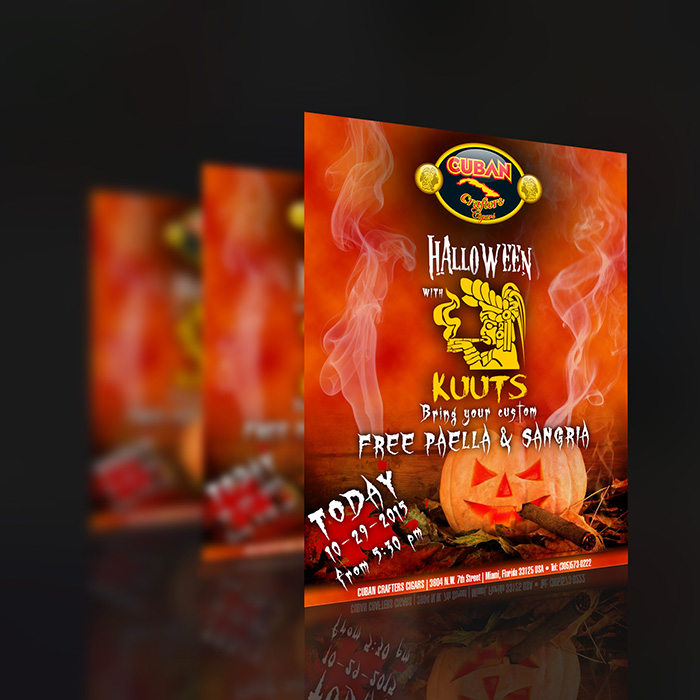 CUBAN
Crafters
Cigars
HALLOWEEN
WITH
KUUTS
Bring your custom
FREE PAELLA & SANGRIA
TODAY
10-29-2015
from 5:30 pm
CUBAN CRAFTERS CIGARS | 3604 N.W. 7th Street | Miami, Florida 33125 USA • Tel: (305)573-0222